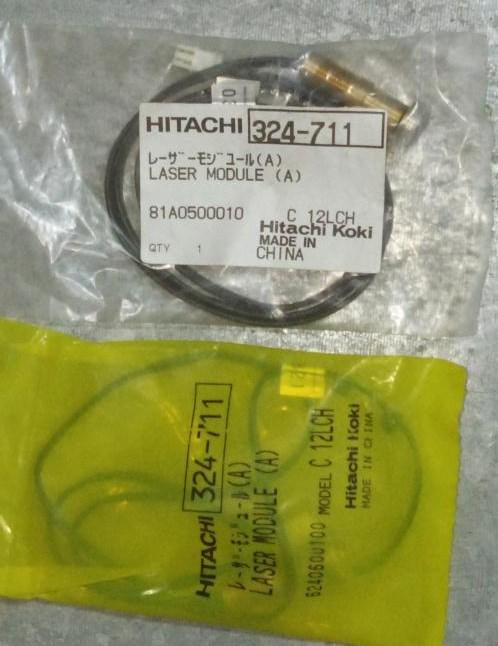 HITACHI 324-711
レーザーモジュール(A)
LASER MODULE (A)
81A0500010 C 12LCH
Hitachi Koki
QTY 1 MADE IN
CHINA
HITACHI 324-711
レーザーモジュール(A)
LASER MODULE (A)
6240600100 MODEL C 12LCH
Hitachi Koki
MADE IN CHINA